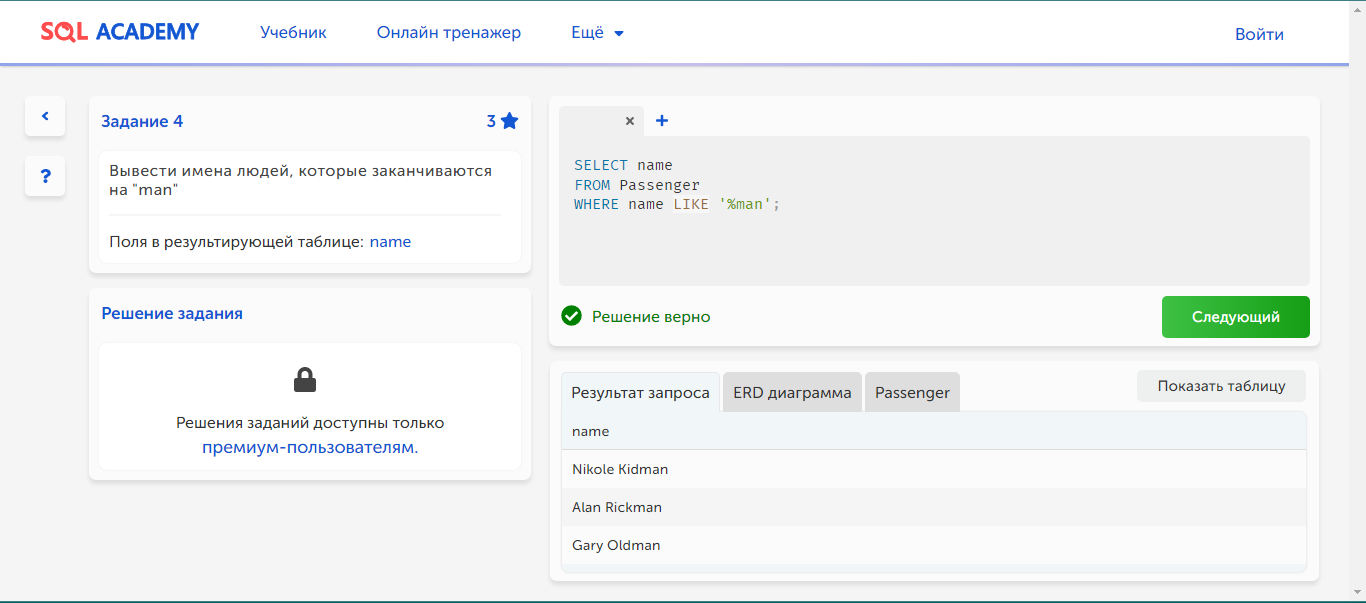 SQL ACADEMY
Учебник
Онлайн тренажер
Ещё
Войти
Задание 4
3
Вывести имена людей, которые заканчиваются
на "man"
Поля в результирующей таблице: name
Решение задания
Решения заданий доступны только
премиум-пользователям.
SELECT name
FROM Passenger
WHERE name LIKE '%man';
Решение верно
Следующий
Результат запроса
ERD диаграмма
Passenger
Показать таблицу
name
Nikole Kidman
Alan Rickman
Gary Oldman